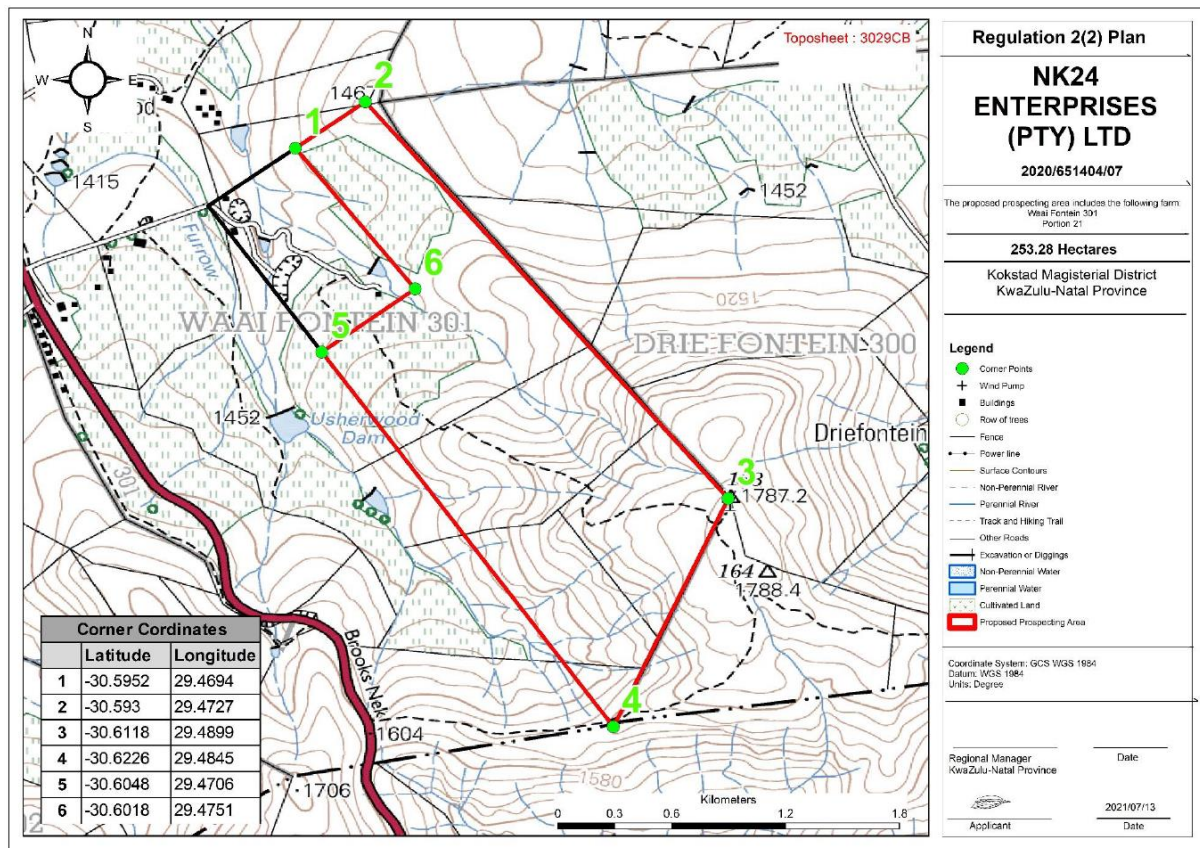 Toposheet : 3029CB
N
W
E
S
od
1467
2
1
1415
1452
Furrow
6
1520
WAAI FONTEIN 301
5
DRIE FONTEIN 300
1452
Usherwood
Dam
Driefontein
301
3
1787.2
164
1788.4
4
Brooks Nek
1604
1580
1706
Corner Cordinates
Latitude Longitude
1 -30.5952 29.4694
2 -30.593 29.4727
3 -30.6118 29.4899
4 -30.6226 29.4845
5 -30.6048 29.4706
6 -30.6018 29.4751
Kilometers
0 0.3 0.6 1.2 1.8
Regulation 2(2) Plan
NK24
ENTERPRISES
(PTY) LTD
2020/651404/07
The proposed prospecting area includes the following farm
Waai Fontein 301
Portion 21
253.28 Hectares
Kokstad Magisterial District
KwaZulu-Natal Province
Legend
Corner Points
Wind Pump
Buildings
Row of trees
Fence
Power line
Surface Contours
Non-Perennial River
Perennial River
Track and Hiking Trail
Other Roads
Excavation or Diggings
Non-Perennial Water
Perennial Water
Cultivated Land
Proposed Prospecting Area
Coordinate System: GCS WGS 1984
Datum: WGS 1984
Units: Degree
Regional Manager
KwaZulu-Natal Province
Date
2021/07/13
Applicant
Date